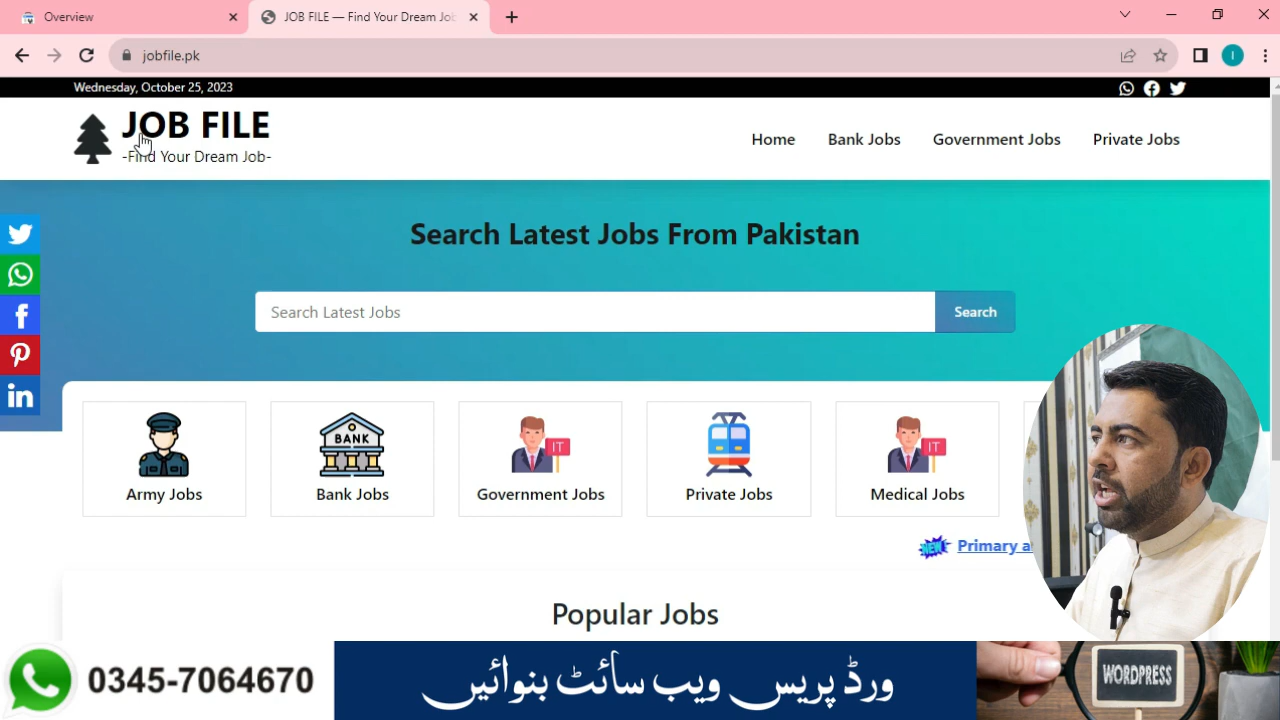 Overview
JOB FILE — Find Your Dream Job
jobfile.pk
Wednesday, October 25, 2023
JOB FILE
-Find Your Dream Job-
Home
Bank Jobs
Government Jobs
Private Jobs
Search Latest Jobs From Pakistan
Search Latest Jobs
Search
IT
BANK
IT
Army Jobs
Bank Jobs
Government Jobs
Private Jobs
Medical Jobs
NEW
Primary a
Popular Jobs
0345-7064670
ورڈ پریس ویب سائٹ بنوائیں
WORDPRESS